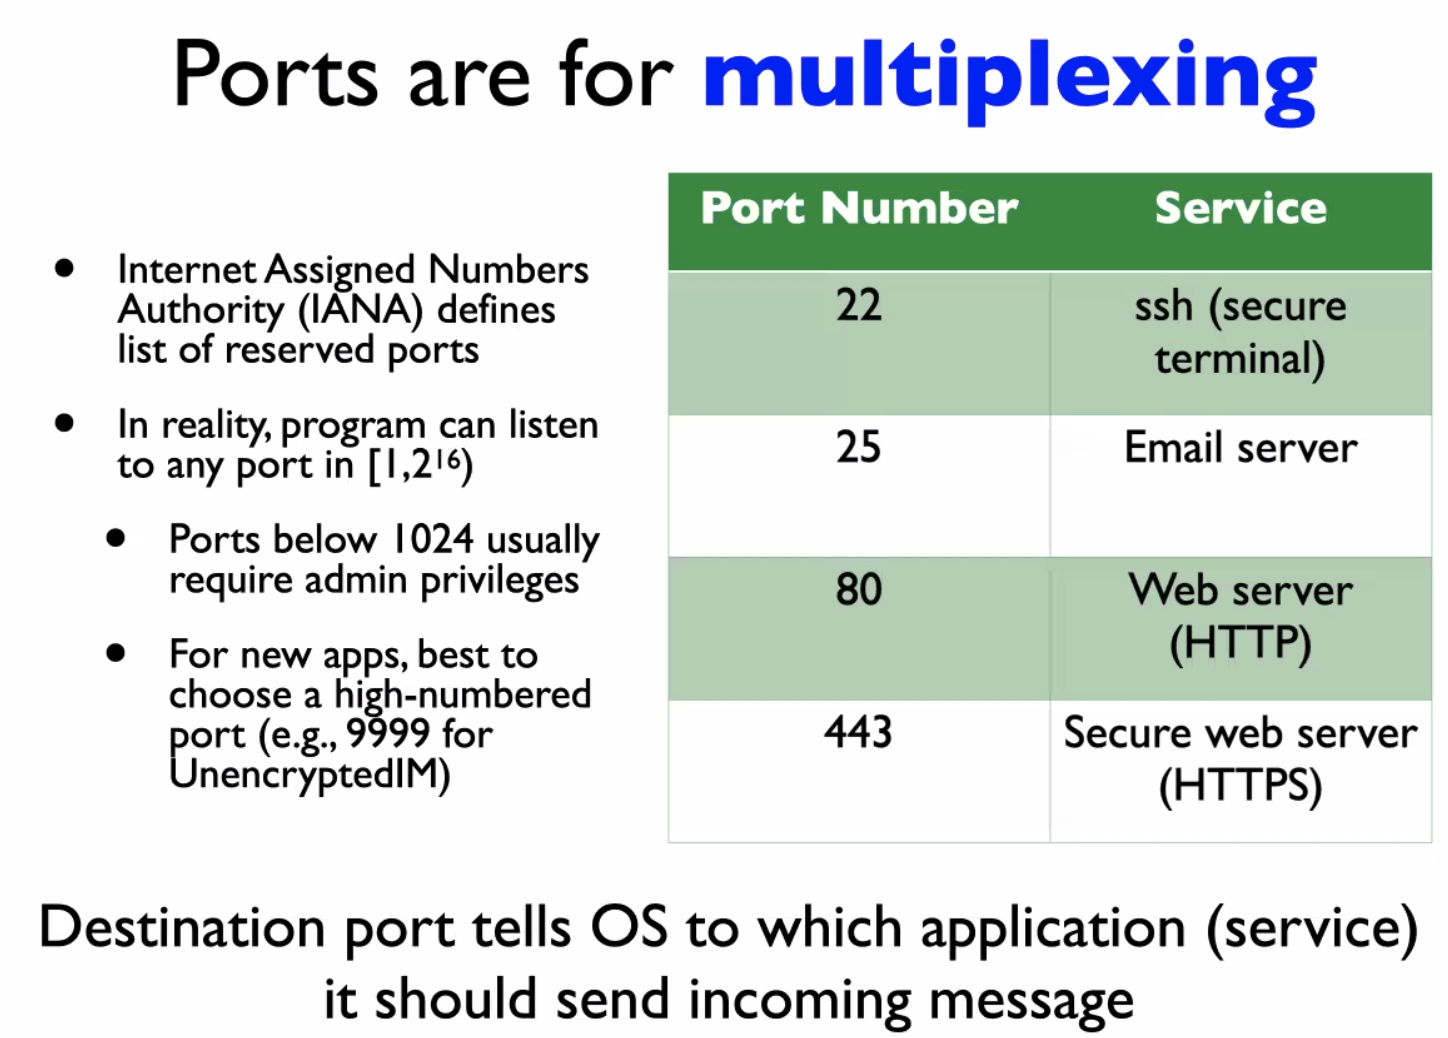 Ports are for multiplexing
• Internet Assigned Numbers
Authority (IANA) defines
list of reserved ports
• In reality, program can listen
to any port in [1,2¹⁶)
• Ports below 1024 usually
require admin privileges
• For new apps, best to
choose a high-numbered
port (e.g., 9999 for
UnencryptedIM)
Port Number Service
22 ssh (secure
terminal)
25 Email server
80 Web server
(HTTP)
443 Secure web server
(HTTPS)
Destination port tells OS to which application (service)
it should send incoming message